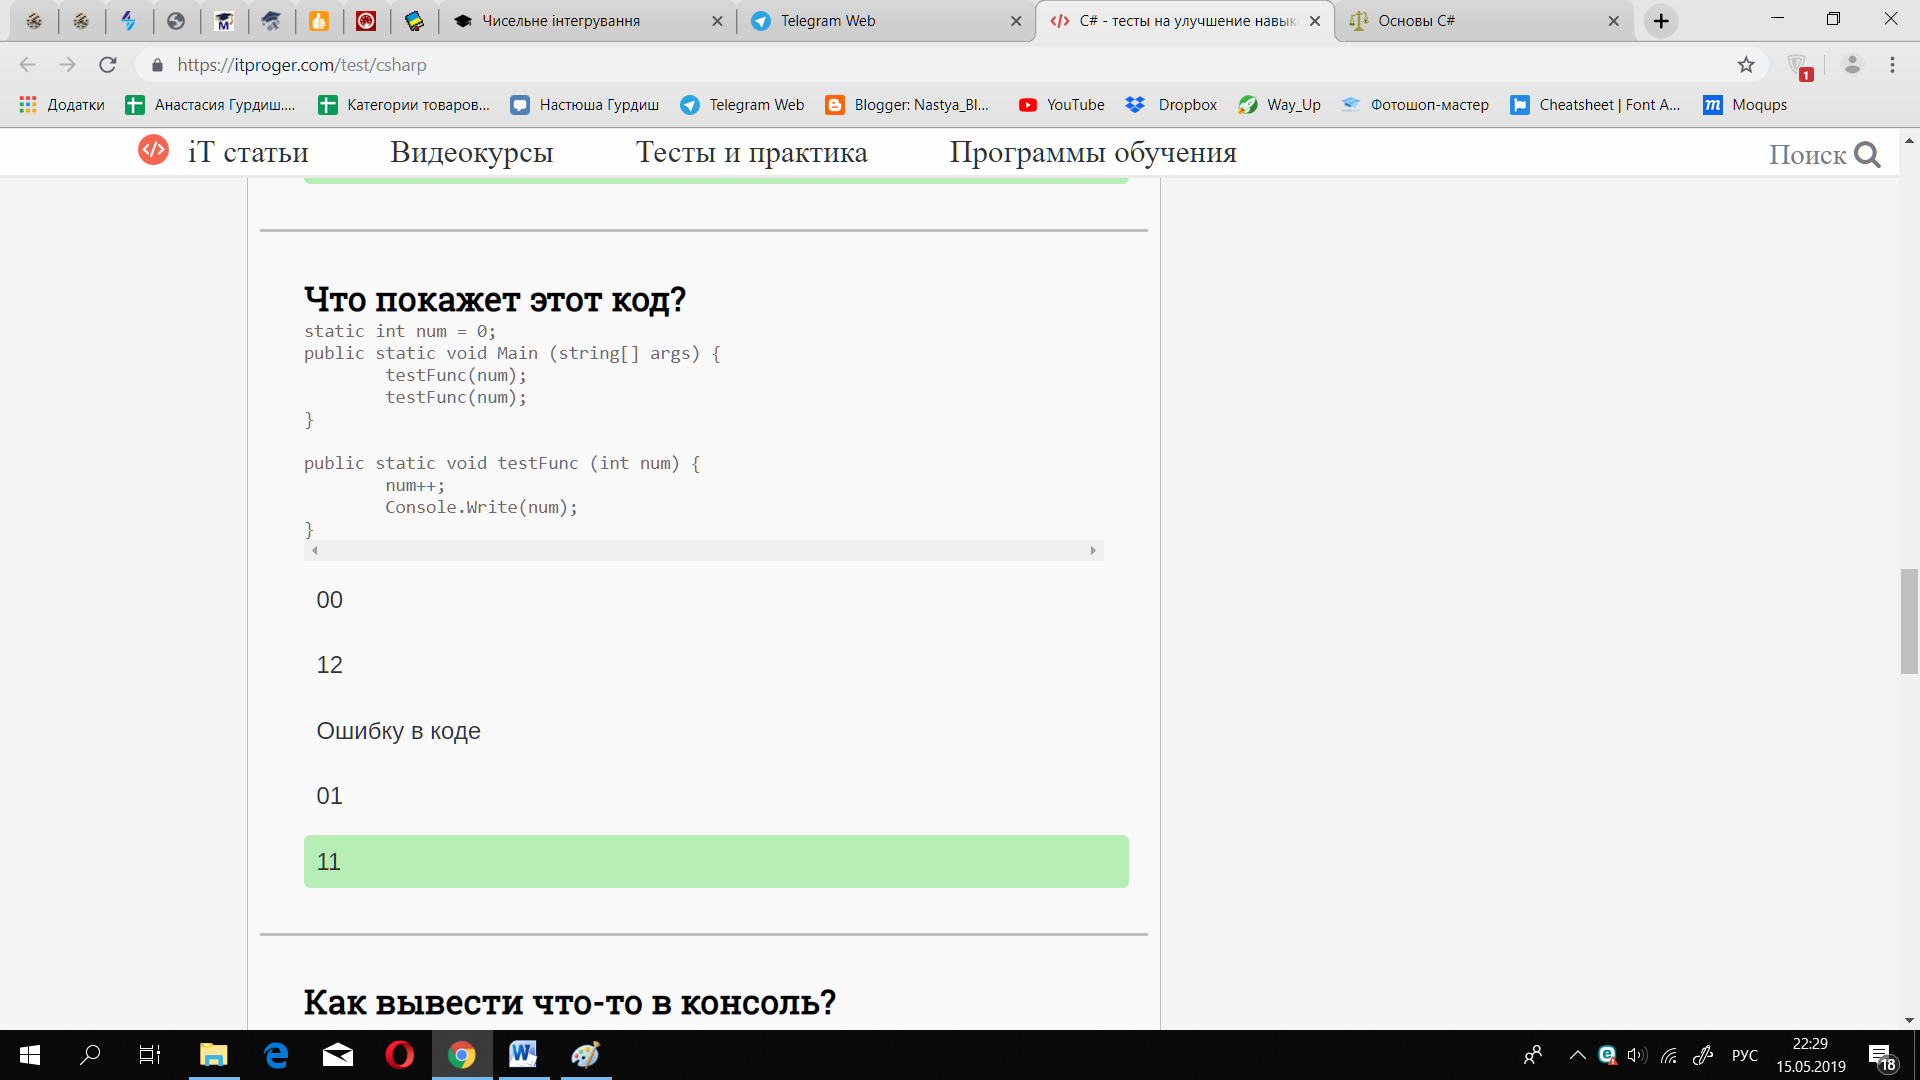 Чисельне інтегрування
Telegram Web
C# - тесты на улучшение навык
Основы C#
https://itproger.com/test/csharp
1
Додатки
Анастасия Гурдиш....
Категории товаров...
Настюша Гурдиш
Telegram Web
Blogger: Nastya_Bl...
YouTube
Dropbox
Way_Up
Фотошоп-мастер
Cheatsheet | Font A...
Moqups
iT статьи
Видеокурсы
Тесты и практика
Программы обучения
Поиск
Что покажет этот код?
static int num = 0;
public static void Main (string[] args) {
testFunc(num);
testFunc(num);
}
public static void testFunc (int num) {
num++;
Console.Write(num);
}
00
12
Ошибку в коде
01
11
Как вывести что-то в консоль?
РУС
22:29
15.05.2019
18